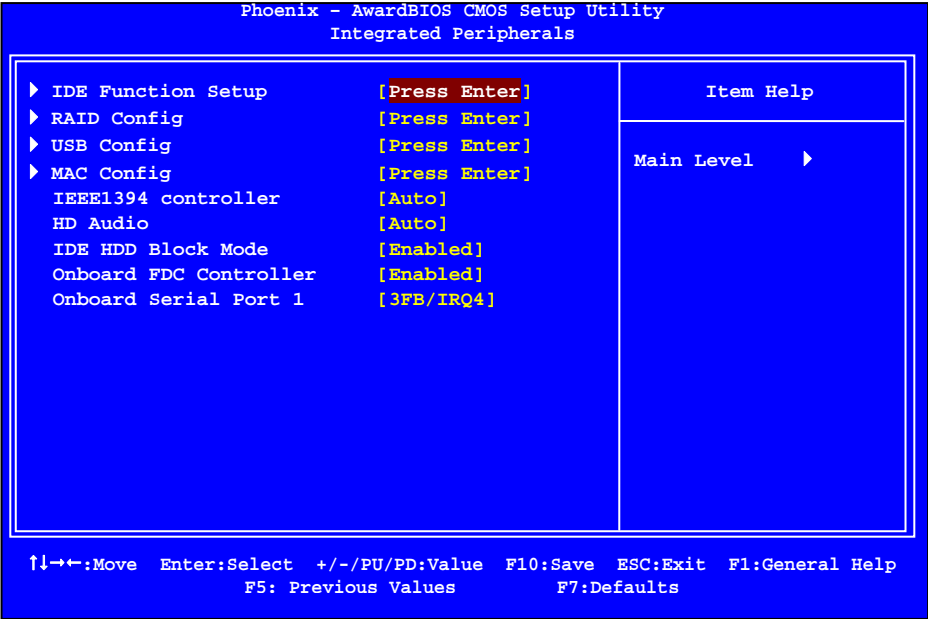 Phoenix – AwardBIOS CMOS Setup Utility
Integrated Peripherals
IDE Function Setup [Press Enter]
RAID Config [Press Enter]
USB Config [Press Enter]
MAC Config [Press Enter]
IEEE1394 controller [Auto]
HD Audio [Auto]
IDE HDD Block Mode [Enabled]
Onboard FDC Controller [Enabled]
Onboard Serial Port 1 [3FB/IRQ4]
Item Help
Main Level
↑↓→←:Move Enter:Select +/-/PU/PD:Value F10:Save ESC:Exit F1:General Help
F5: Previous Values F7:Defaults